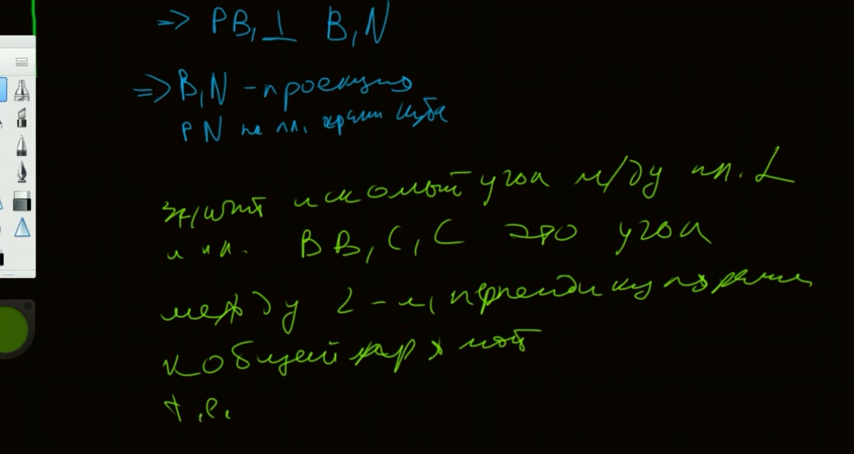 => PB₁ ⊥ B₁N
=> B₁N - проекция
PN на пл. грани куба
значит искомый угол м/ду пл. α
и пл. BB₁C₁C это угол
между 2-мя перпендикулярами
к общей
т.е.